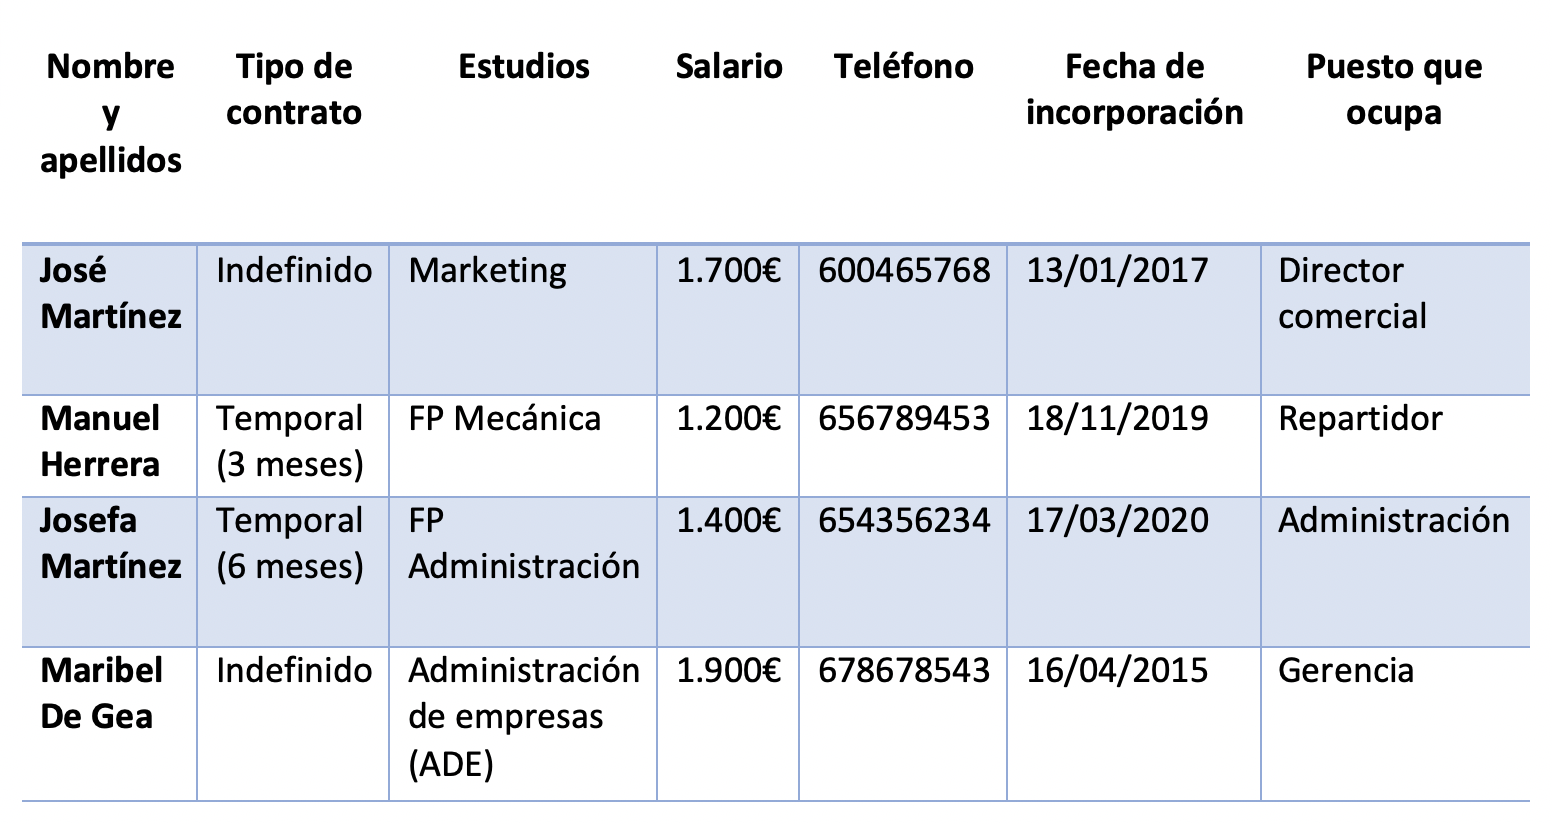 Nombre y apellidos Tipo de contrato Estudios Salario Teléfono Fecha de incorporación Puesto que ocupa
José Martínez Indefinido Marketing 1.700€ 600465768 13/01/2017 Director comercial
Manuel Herrera Temporal (3 meses) FP Mecánica 1.200€ 656789453 18/11/2019 Repartidor
Josefa Martínez Temporal (6 meses) FP Administración 1.400€ 654356234 17/03/2020 Administración
Maribel De Gea Indefinido Administración de empresas (ADE) 1.900€ 678678543 16/04/2015 Gerencia